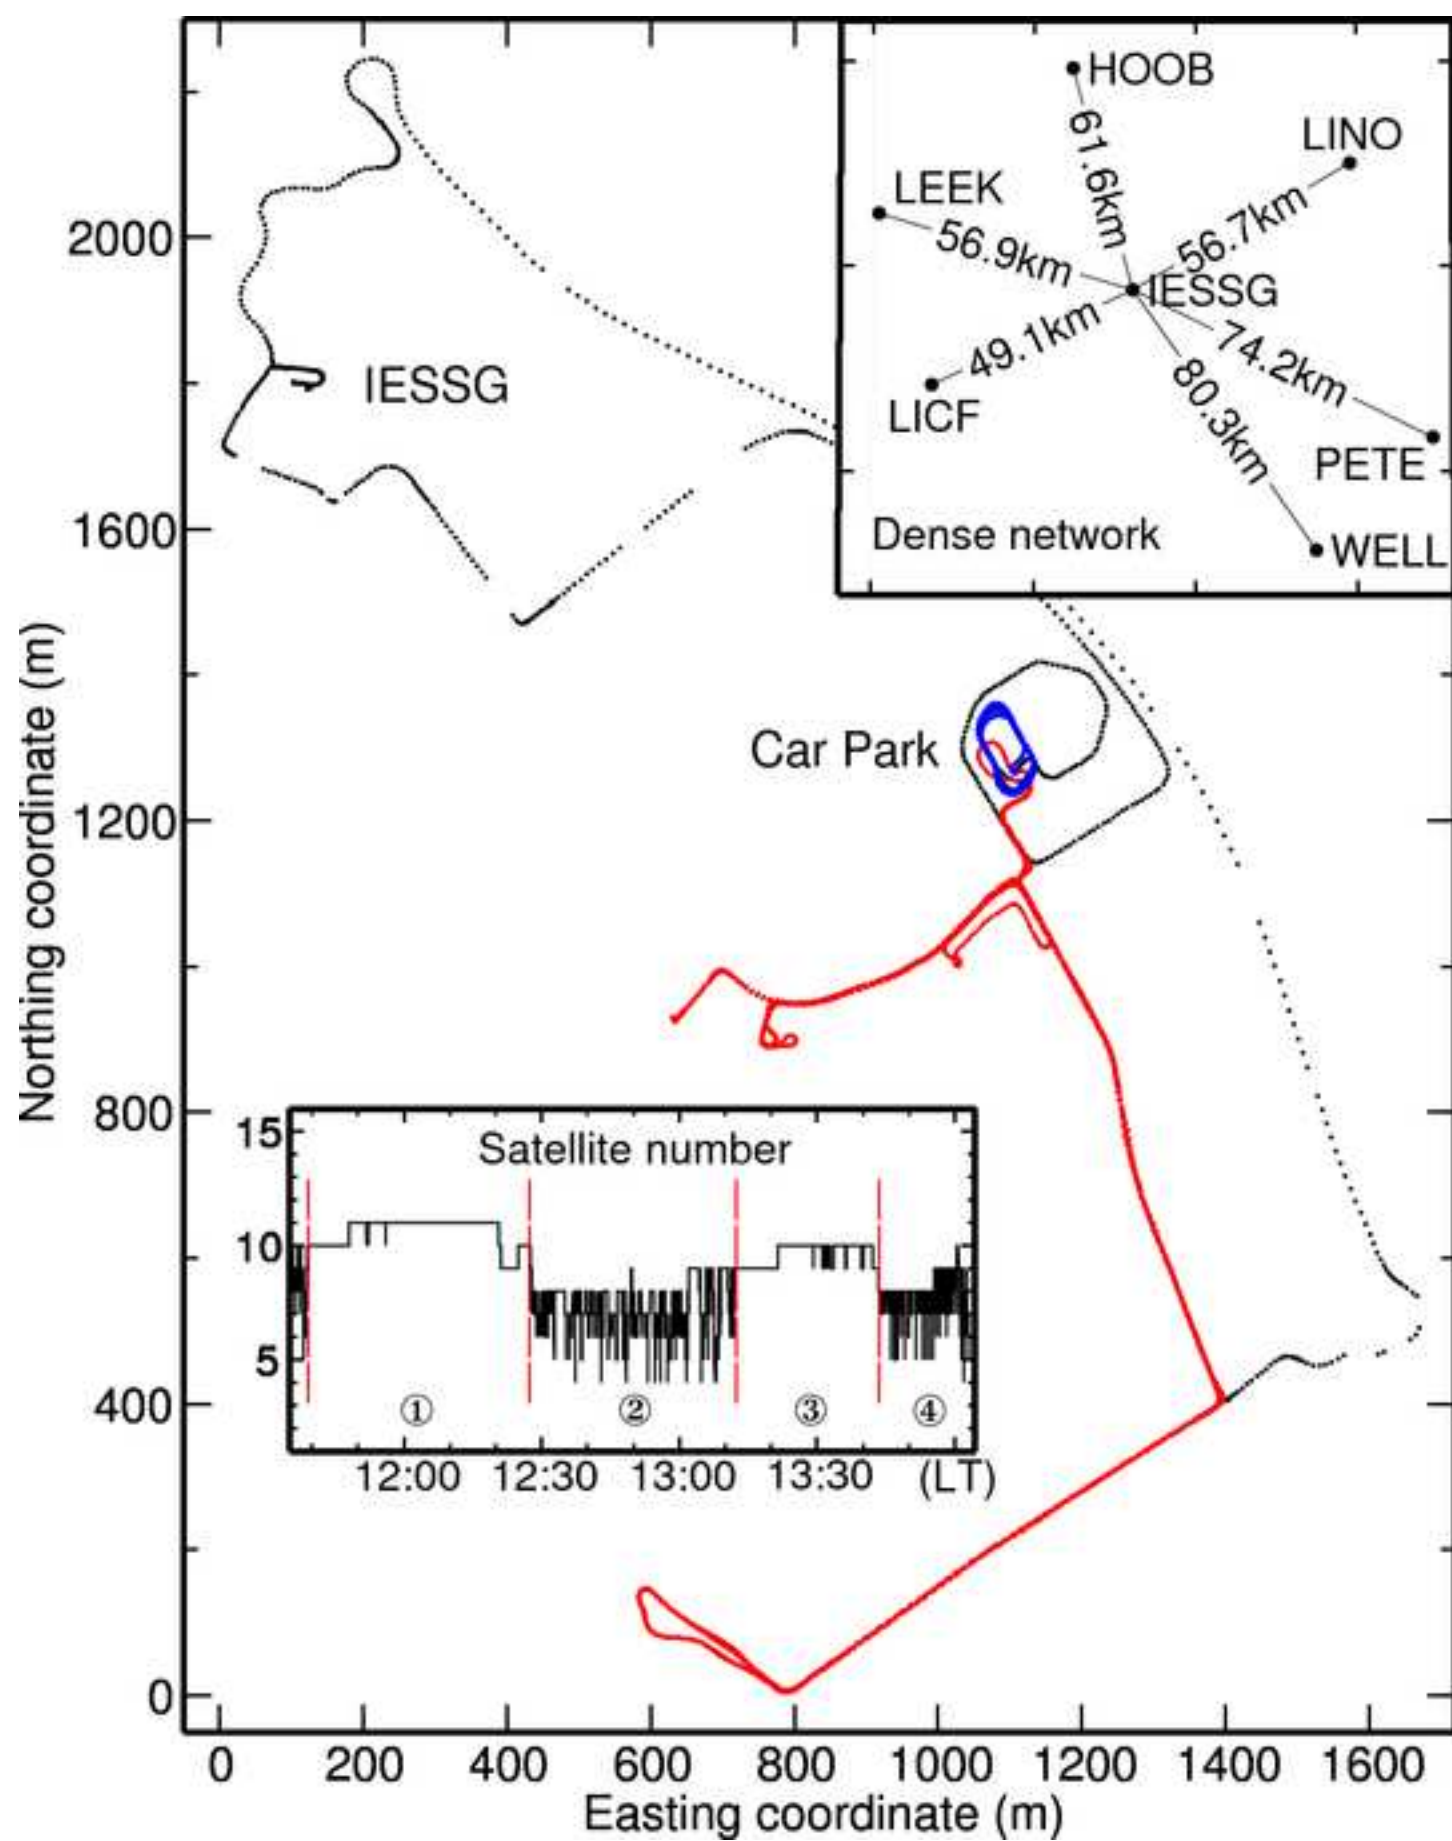 HOOB
LINO
LEEK
61.6km
56.7km
56.9km
IESSG
49.1km
74.2km
80.3km
LICF
PETE
Dense network
WELL
2000
IESSG
1600
Car Park
1200
Northing coordinate (m)
800
15
Satellite number
10
5
① ② ③ ④
400
12:00 12:30 13:00 13:30 (LT)
0
0 200 400 600 800 1000 1200 1400 1600
Easting coordinate (m)